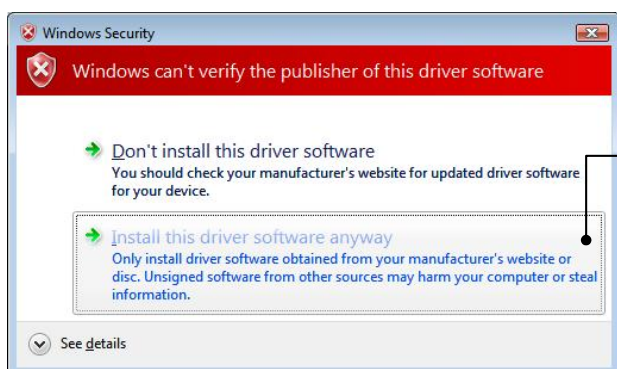 Windows Security
Windows can't verify the publisher of this driver software
Don't install this driver software
You should check your manufacturer's website for updated driver software
for your device.
Install this driver software anyway
Only install driver software obtained from your manufacturer's website or
disc. Unsigned software from other sources may harm your computer or steal
information.
See details